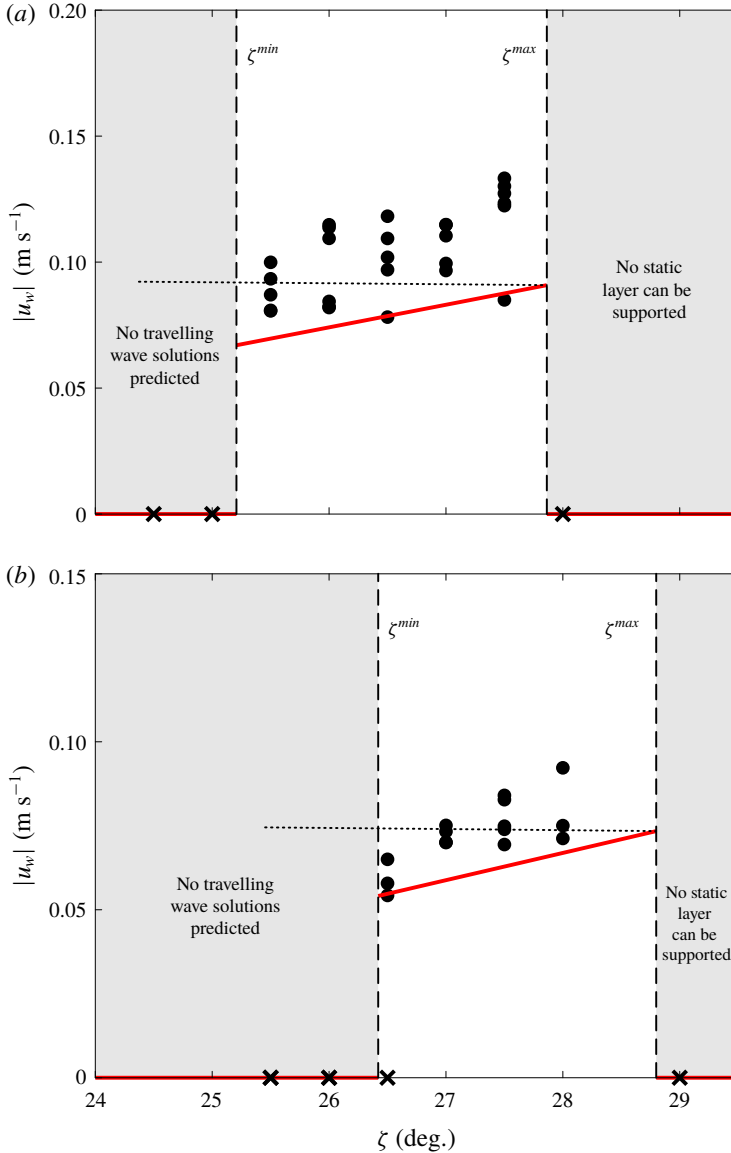 (a)
0.20
0.15
0.10
0.05
0
|u_w| (m s⁻¹)
ζ^min
ζ^max
No travelling
wave solutions
predicted
No static
layer can be
supported
(b)
0.15
0.10
0.05
0
|u_w| (m s⁻¹)
ζ^min
ζ^max
No travelling
wave solutions
predicted
No static
layer
can be
supported
24
25
26
27
28
29
ζ (deg.)